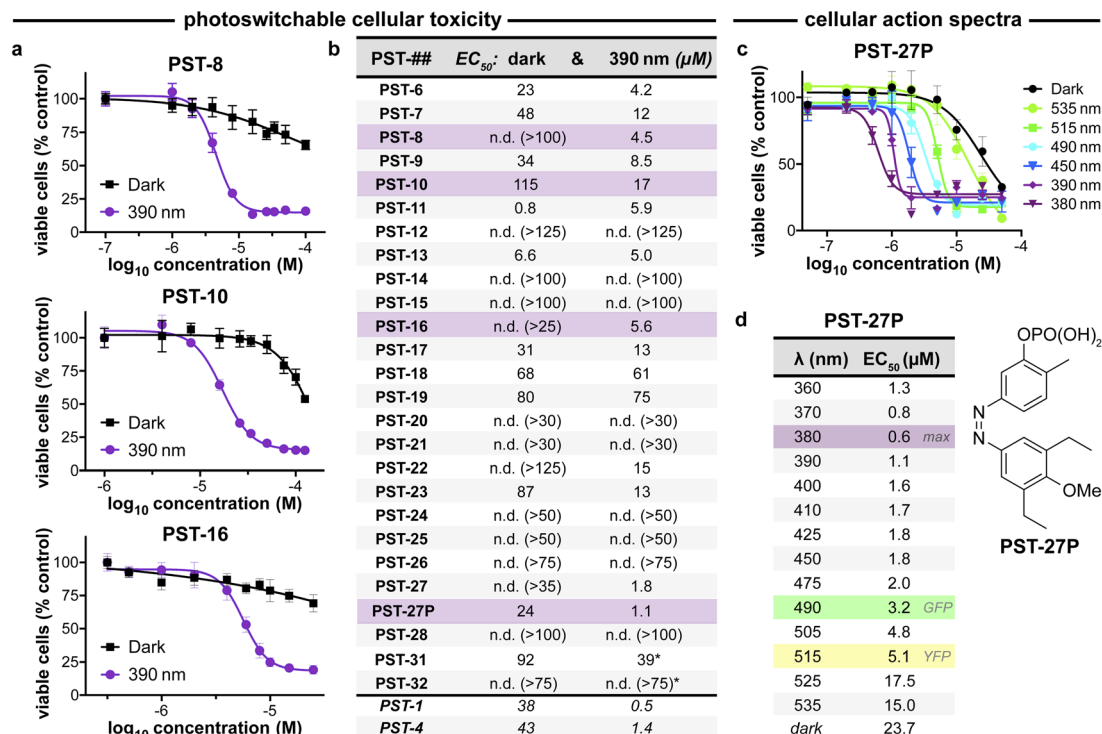 photoswitchable cellular toxicity
cellular action spectra
a
PST-8
viable cells (% control)
100
75
50
25
0
Dark
390 nm
-7 -6 -5 -4
log10 concentration (M)
PST-10
viable cells (% control)
100
75
50
25
0
Dark
390 nm
-6 -5 -4
log10 concentration (M)
PST-16
viable cells (% control)
100
75
50
25
0
Dark
390 nm
-6 -5
log10 concentration (M)
b
PST-## EC50: dark & 390 nm (μM)
PST-6 23 4.2
PST-7 48 12
PST-8 n.d. (>100) 4.5
PST-9 34 8.5
PST-10 115 17
PST-11 0.8 5.9
PST-12 n.d. (>125) n.d. (>125)
PST-13 6.6 5.0
PST-14 n.d. (>100) n.d. (>100)
PST-15 n.d. (>100) n.d. (>100)
PST-16 n.d. (>25) 5.6
PST-17 31 13
PST-18 68 61
PST-19 80 75
PST-20 n.d. (>30) n.d. (>30)
PST-21 n.d. (>30) n.d. (>30)
PST-22 n.d. (>125) 15
PST-23 87 13
PST-24 n.d. (>50) n.d. (>50)
PST-25 n.d. (>50) n.d. (>50)
PST-26 n.d. (>75) n.d. (>75)
PST-27 n.d. (>35) 1.8
PST-27P 24 1.1
PST-28 n.d. (>100) n.d. (>100)
PST-31 92 39*
PST-32 n.d. (>75) n.d. (>75)*
PST-1 38 0.5
PST-4 43 1.4
c
PST-27P
viable cells (% control)
100
50
0
-7 -6 -5 -4
log10 concentration (M)
Dark
535 nm
515 nm
490 nm
450 nm
390 nm
380 nm
d
PST-27P
λ (nm) EC50 (μM)
360 1.3
370 0.8
380 0.6 max
390 1.1
400 1.6
410 1.7
425 1.8
450 1.8
475 2.0
490 3.2 GFP
505 4.8
515 5.1 YFP
525 17.5
535 15.0
dark 23.7
OPO(OH)2
N
N
OMe
PST-27P